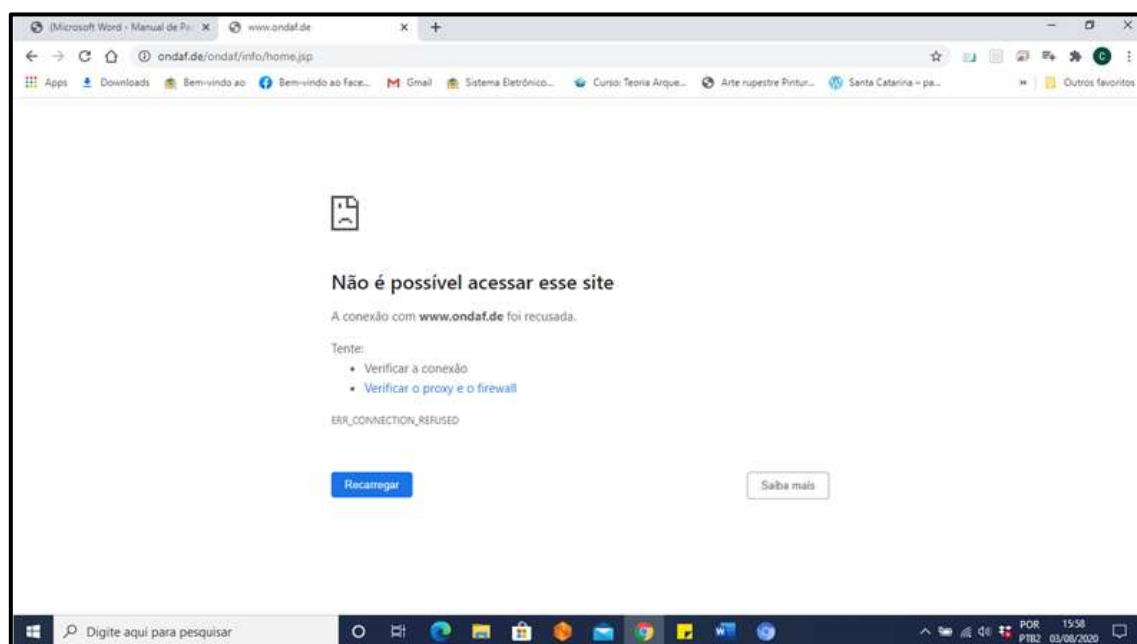 (Microsoft Word - Manual de Pa
www.ondaf.de
ondaf.de/ondaf/info/home.jsp
Apps Downloads Bem-vindo ao Bem-vindo ao Face... Gmail Sistema Eletrônico... Curso: Teoria Arque... Arte rupestre Pintur... Santa Catarina – pa... » Outros favoritos
Não é possível acessar esse site
A conexão com www.ondaf.de foi recusada.
Tente:
• Verificar a conexão
• Verificar o proxy e o firewall
ERR_CONNECTION_REFUSED
Recarregar
Saiba mais
Digite aqui para pesquisar
POR 15:58
PTB2 03/08/2020